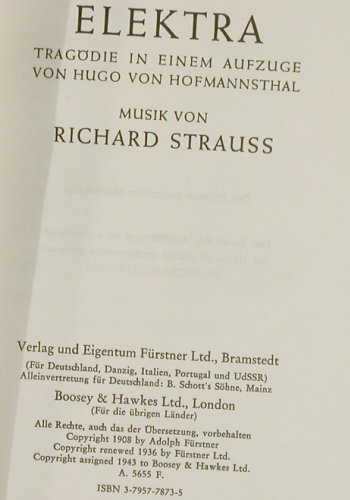 ELEKTRA
TRAGÖDIE IN EINEM AUFZUGE
VON HUGO VON HOFMANNSTHAL
MUSIK VON
RICHARD STRAUSS
Verlag und Eigentum Fürstner Ltd., Bramstedt
(Für Deutschland, Danzig, Italien, Portugal und UdSSR)
Alleinvertretung für Deutschland: B. Schott's Söhne, Mainz
Boosey & Hawkes Ltd., London
(Für die übrigen Länder)
Alle Rechte, auch das der Übersetzung, vorbehalten
Copyright 1908 by Adolph Fürstner
Copyright renewed 1936 by Fürstner Ltd.
Copyright assigned 1943 to Boosey & Hawkes Ltd.
A. 5655 F.
ISBN 3-7957-7873-5